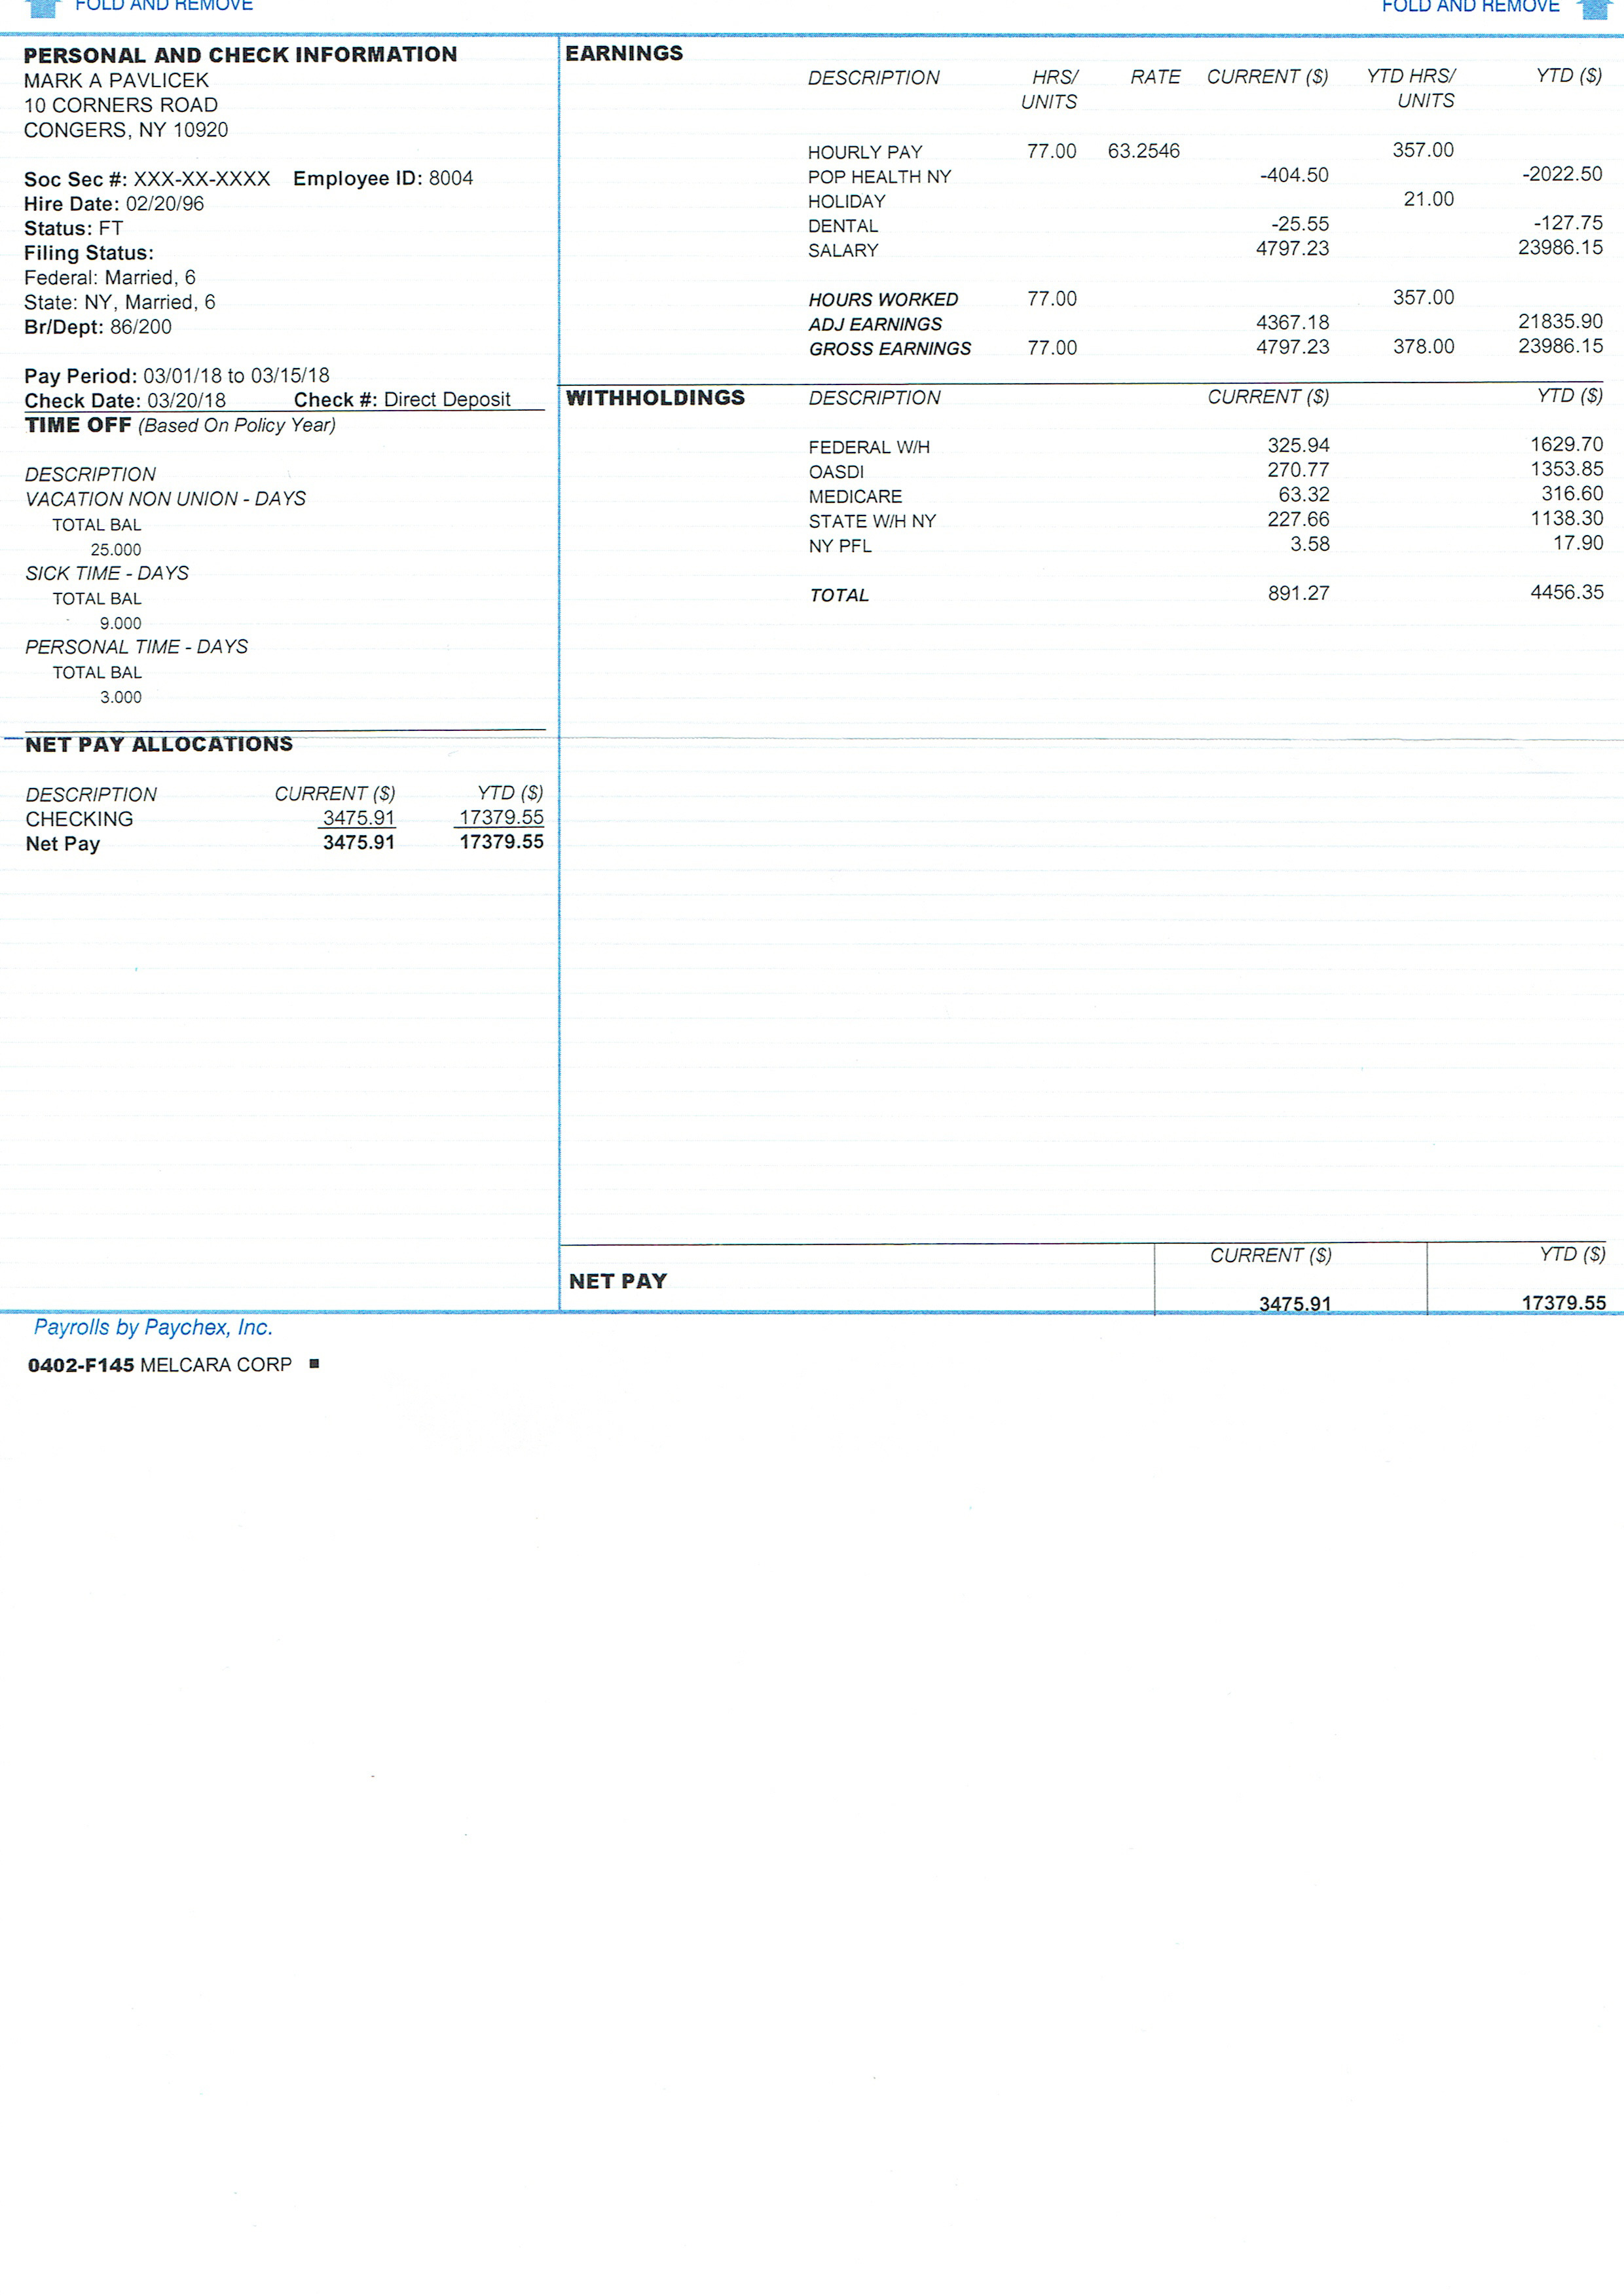 FOLD AND REMOVE FOLD AND REMOVE
PERSONAL AND CHECK INFORMATION
MARK A PAVLICEK
10 CORNERS ROAD
CONGERS, NY 10920
Soc Sec #: XXX-XX-XXXX Employee ID: 8004
Hire Date: 02/20/96
Status: FT
Filing Status:
Federal: Married, 6
State: NY, Married, 6
Br/Dept: 86/200
Pay Period: 03/01/18 to 03/15/18
Check Date: 03/20/18 Check #: Direct Deposit
TIME OFF (Based On Policy Year)
DESCRIPTION
VACATION NON UNION - DAYS
TOTAL BAL
25.000
SICK TIME - DAYS
TOTAL BAL
9.000
PERSONAL TIME - DAYS
TOTAL BAL
3.000
NET PAY ALLOCATIONS
DESCRIPTION CURRENT ($) YTD ($)
CHECKING 3475.91 17379.55
Net Pay 3475.91 17379.55
EARNINGS
DESCRIPTION HRS/ RATE CURRENT ($) YTD HRS/ YTD ($)
UNITS UNITS
HOURLY PAY 77.00 63.2546 357.00
POP HEALTH NY -404.50 -2022.50
HOLIDAY 21.00
DENTAL -25.55 -127.75
SALARY 4797.23 23986.15
HOURS WORKED 77.00 357.00
ADJ EARNINGS 4367.18 21835.90
GROSS EARNINGS 77.00 4797.23 378.00 23986.15
WITHHOLDINGS DESCRIPTION CURRENT ($) YTD ($)
FEDERAL W/H 325.94 1629.70
OASDI 270.77 1353.85
MEDICARE 63.32 316.60
STATE W/H NY 227.66 1138.30
NY PFL 3.58 17.90
TOTAL 891.27 4456.35
CURRENT ($) YTD ($)
NET PAY
3475.91 17379.55
Payrolls by Paychex, Inc.
0402-F145 MELCARA CORP